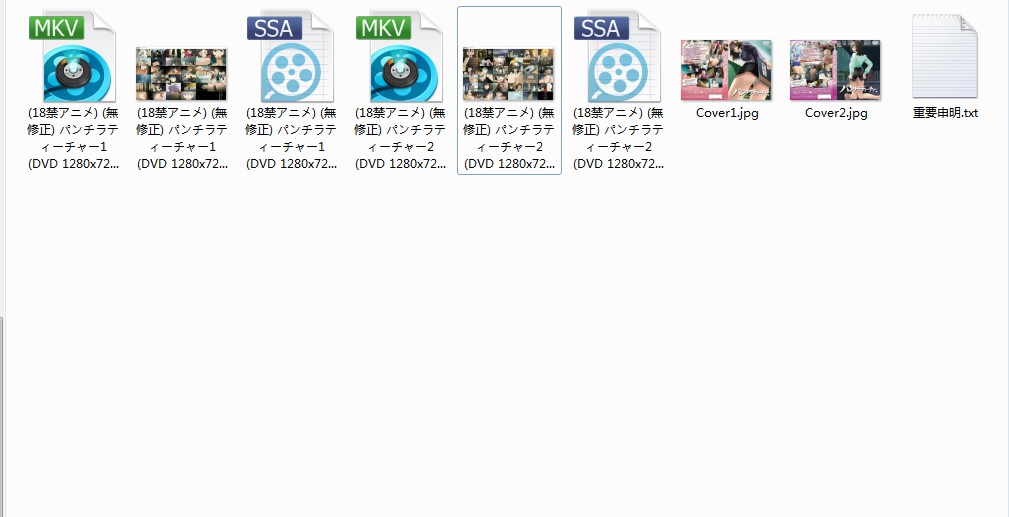 MKV
(18禁アニメ) (無
修正) パンチラテ
ィーチャー1
(DVD 1280x72...
(18禁アニメ) (無
修正) パンチラテ
ィーチャー1
(DVD 1280x72...
SSA
(18禁アニメ) (無
修正) パンチラテ
ィーチャー1
(DVD 1280x72...
MKV
(18禁アニメ) (無
修正) パンチラテ
ィーチャー2
(DVD 1280x72...
(18禁アニメ) (無
修正) パンチラテ
ィーチャー2
(DVD 1280x72...
SSA
(18禁アニメ) (無
修正) パンチラテ
ィーチャー2
(DVD 1280x72...
Cover1.jpg
Cover2.jpg
重要申明.txt